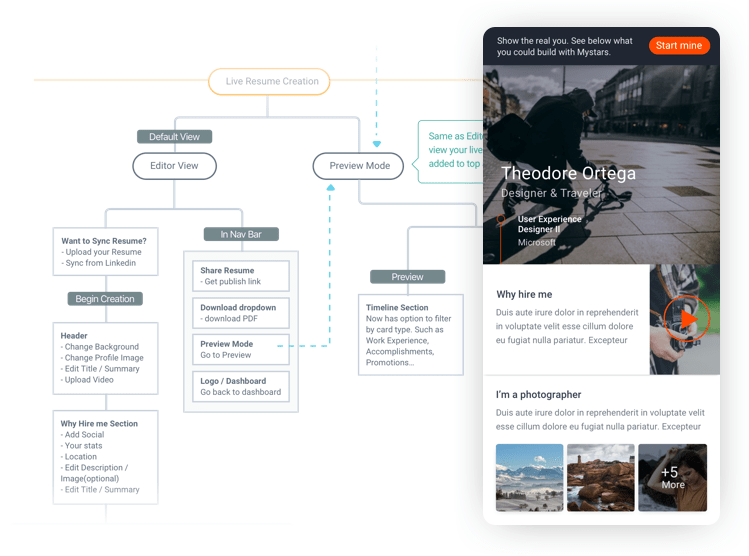 Live Resume Creation
Default View
Editor View
Preview Mode
Same as Edit
view your live
added to top
Want to Sync Resume?
- Upload your Resume
- Sync from Linkedin
Begin Creation
Header
- Change Background
- Change Profile Image
- Edit Title / Summary
- Upload Video
Why Hire me Section
- Add Social
- Your stats
- Location
- Edit Description /
Image(optional)
- Edit Title / Summary
In Nav Bar
Share Resume
- Get publish link
Download dropdown
- download PDF
Preview Mode
Go to Preview
Logo / Dashboard
Go back to dashboard
Preview
Timeline Section
Now has option to filter
by card type. Such as
Work Experience,
Accomplishments,
Promotions...
Show the real you. See below what
you could build with Mystars.
Start mine
Theodore Ortega
Designer & Traveler
User Experience
Designer II
Microsoft
Why hire me
Duis aute irure dolor in reprehenderit
in voluptate velit esse cillum dolore
eu fugiat nulla pariatur. Excepteur
I'm a photographer
Duis aute irure dolor in reprehenderit in voluptate velit
esse cillum dolore eu fugiat nulla pariatur. Excepteur
+5
More